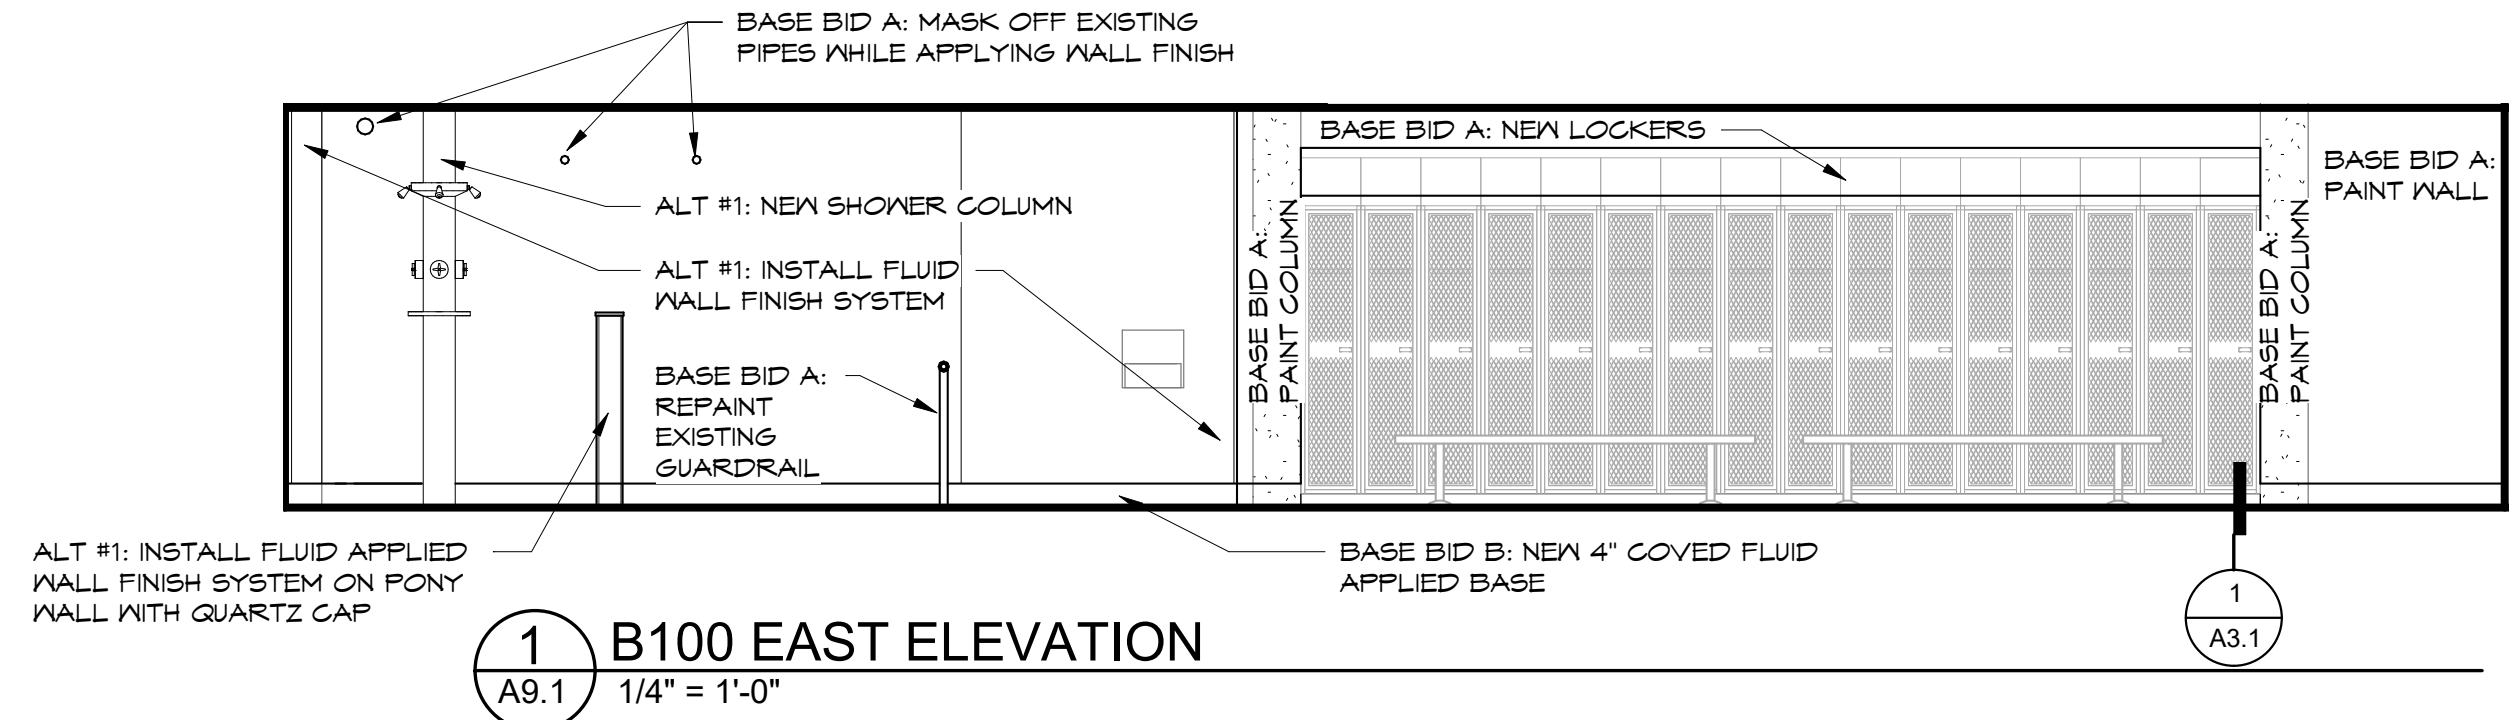 BASE BID A: MASK OFF EXISTING
PIPES WHILE APPLYING WALL FINISH
BASE BID A: NEW LOCKERS
BASE BID A:
PAINT WALL
ALT #1: NEW SHOWER COLUMN
ALT #1: INSTALL FLUID
WALL FINISH SYSTEM
BASE BID A:
PAINT COLUMN
BASE BID A:
PAINT COLUMN
BASE BID A:
REPAINT
EXISTING
GUARDRAIL
ALT #1: INSTALL FLUID APPLIED
WALL FINISH SYSTEM ON PONY
WALL WITH QUARTZ CAP
BASE BID B: NEW 4" COVED FLUID
APPLIED BASE
1
A3.1
1
A9.1
B100 EAST ELEVATION
1/4" = 1'-0"